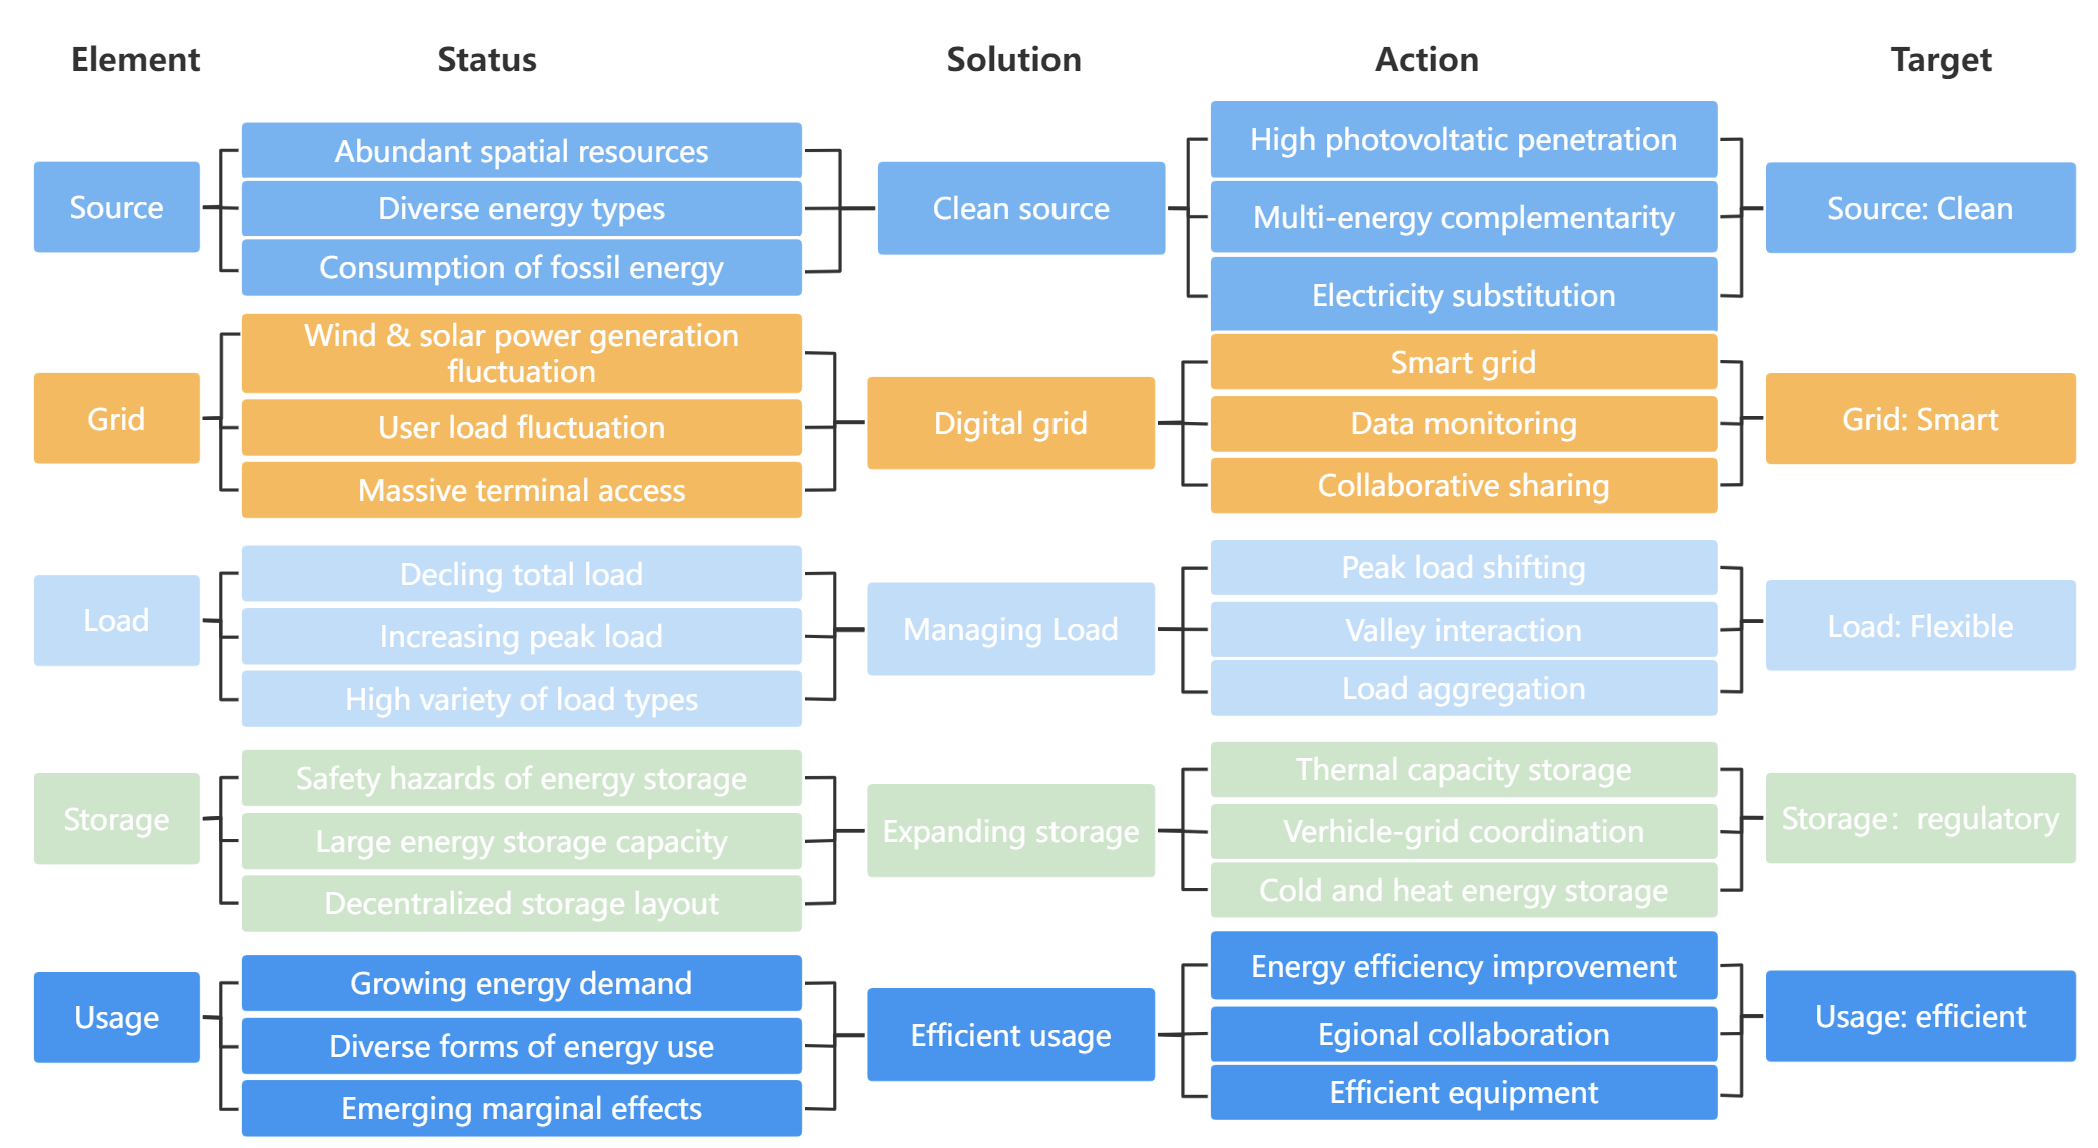 Element
Status
Solution
Action
Target
Source
Abundant spatial resources
Diverse energy types
Consumption of fossil energy
Clean source
High photovoltatic penetration
Multi-energy complementarity
Electricity substitution
Source: Clean
Grid
Wind & solar power generation
fluctuation
User load fluctuation
Massive terminal access
Digital grid
Smart grid
Data monitoring
Collaborative sharing
Grid: Smart
Load
Decling total load
Increasing peak load
High variety of load types
Managing Load
Peak load shifting
Valley interaction
Load aggregation
Load: Flexible
Storage
Safety hazards of energy storage
Large energy storage capacity
Decentralized storage layout
Expanding storage
Thernal capacity storage
Verhicle-grid coordination
Cold and heat energy storage
Storage：regulatory
Usage
Growing energy demand
Diverse forms of energy use
Emerging marginal effects
Efficient usage
Energy efficiency improvement
Egional collaboration
Efficient equipment
Usage: efficient